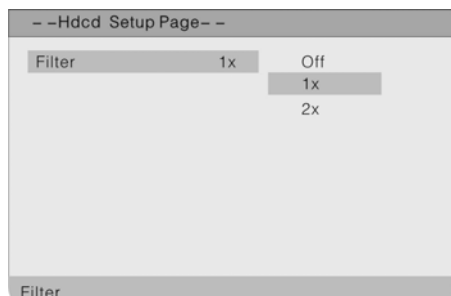 – –Hdcd Setup Page– –
Filter 1x Off
1x
2x
Filter